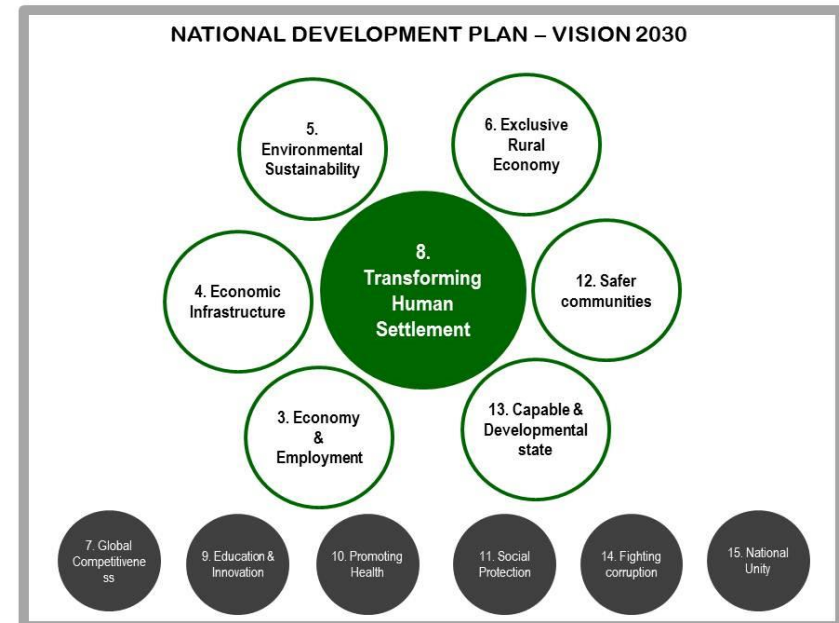 NATIONAL DEVELOPMENT PLAN – VISION 2030
5.
Environmental
Sustainability
6. Exclusive
Rural
Economy
8.
Transforming
Human
Settlement
4. Economic
Infrastructure
12. Safer
communities
3. Economy
&
Employment
13. Capable &
Developmental
state
7. Global
Competitivene
ss
9. Education &
Innovation
10. Promoting
Health
11. Social
Protection
14. Fighting
corruption
15. National
Unity